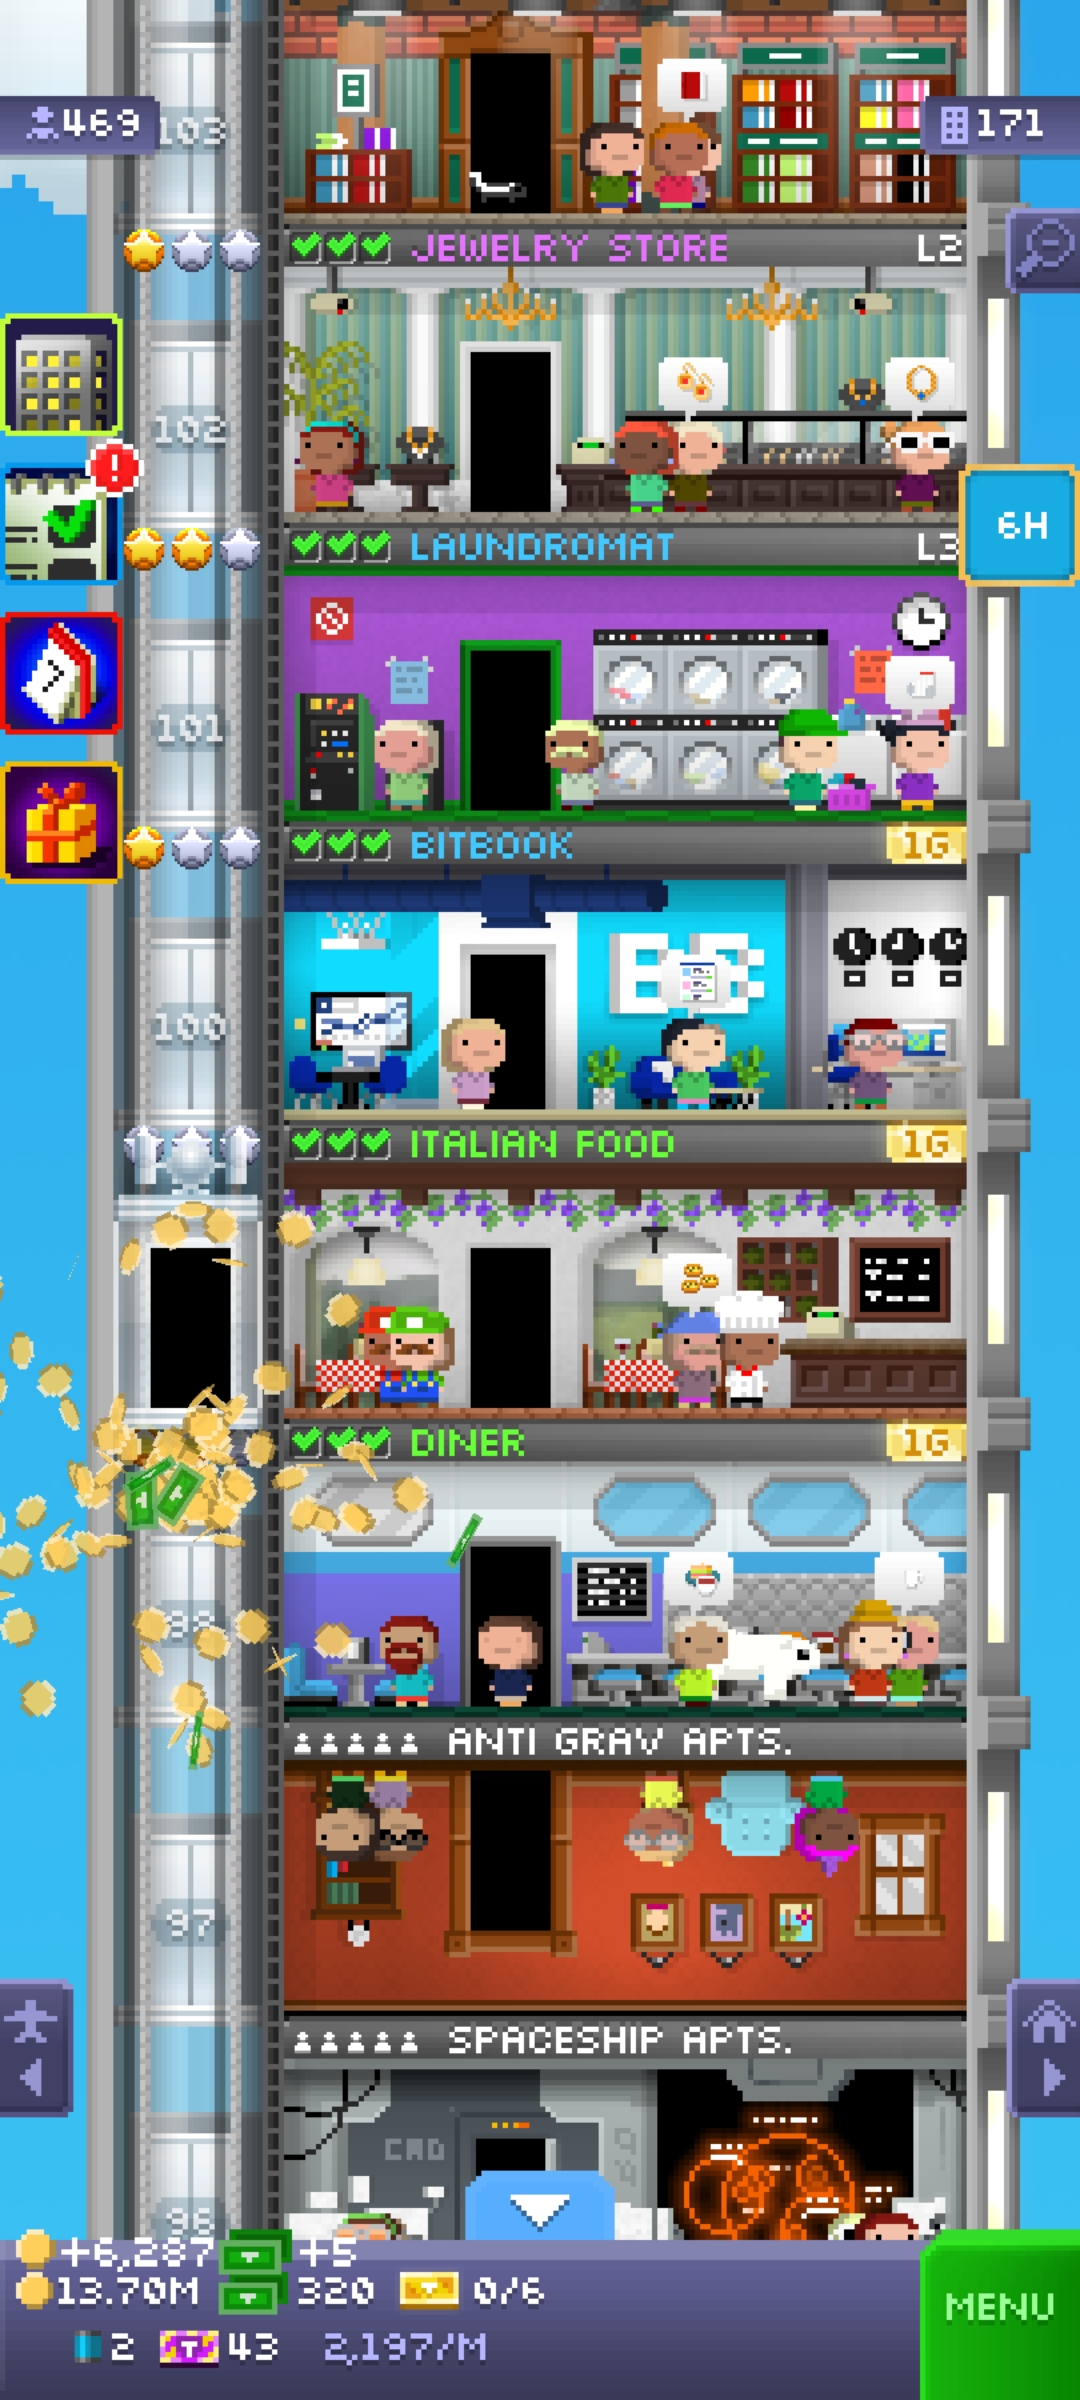 469
103
171
JEWELRY STORE
L2
102
6H
LAUNDROMAT
L3
101
BITBOOK
1G
100
ITALIAN FOOD
1G
DINER
1G
ANTI GRAV APTS.
97
SPACESHIP APTS.
CAD
+6,287
+5
13.70M
320
0/6
MENU
2
43
2,197/M